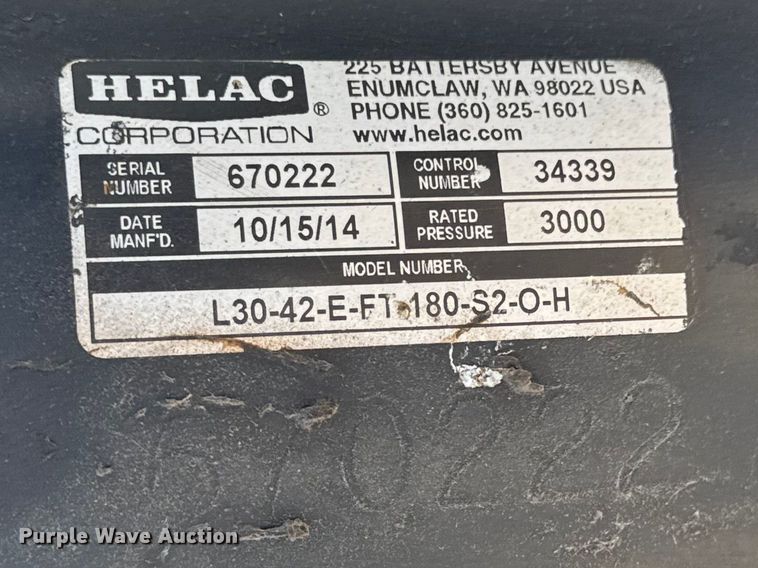 HELAC®
CORPORATION
225 BATTERSBY AVENUE
ENUMCLAW, WA 98022 USA
PHONE (360) 825-1601
www.helac.com
SERIAL NUMBER 670222
CONTROL NUMBER 34339
DATE MANF'D. 10/15/14
RATED PRESSURE 3000
MODEL NUMBER
L30-42-E-FT-180-S2-O-H
670222
Purple Wave Auction